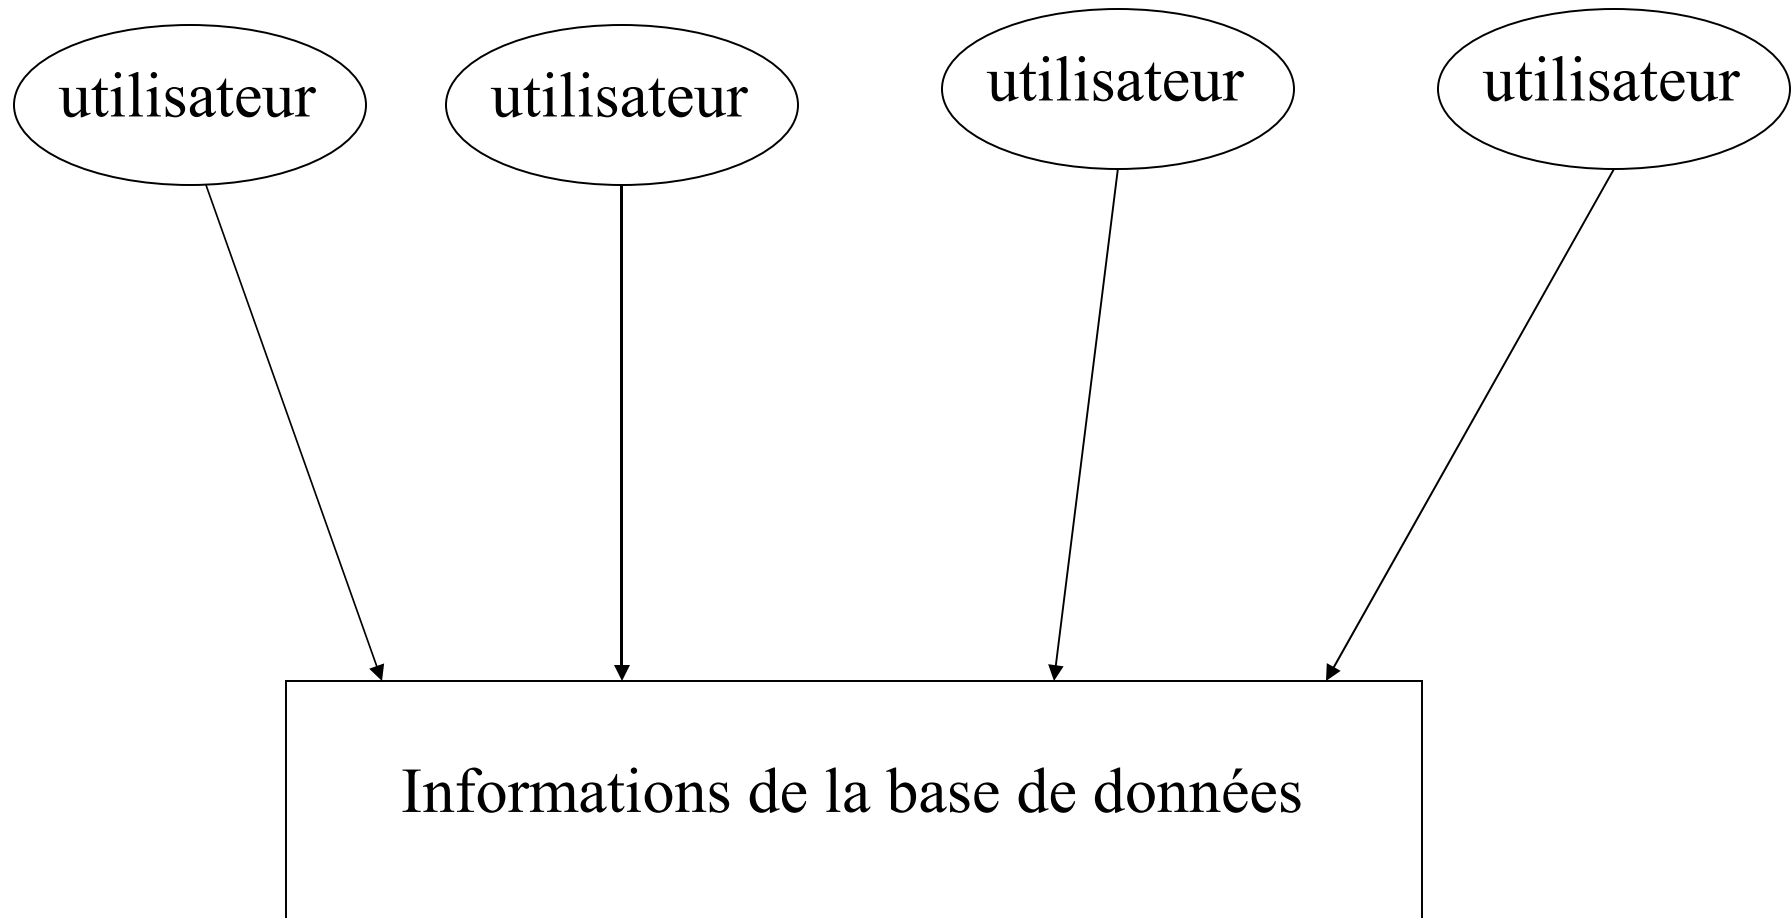 utilisateur
utilisateur
utilisateur
utilisateur
Informations de la base de données